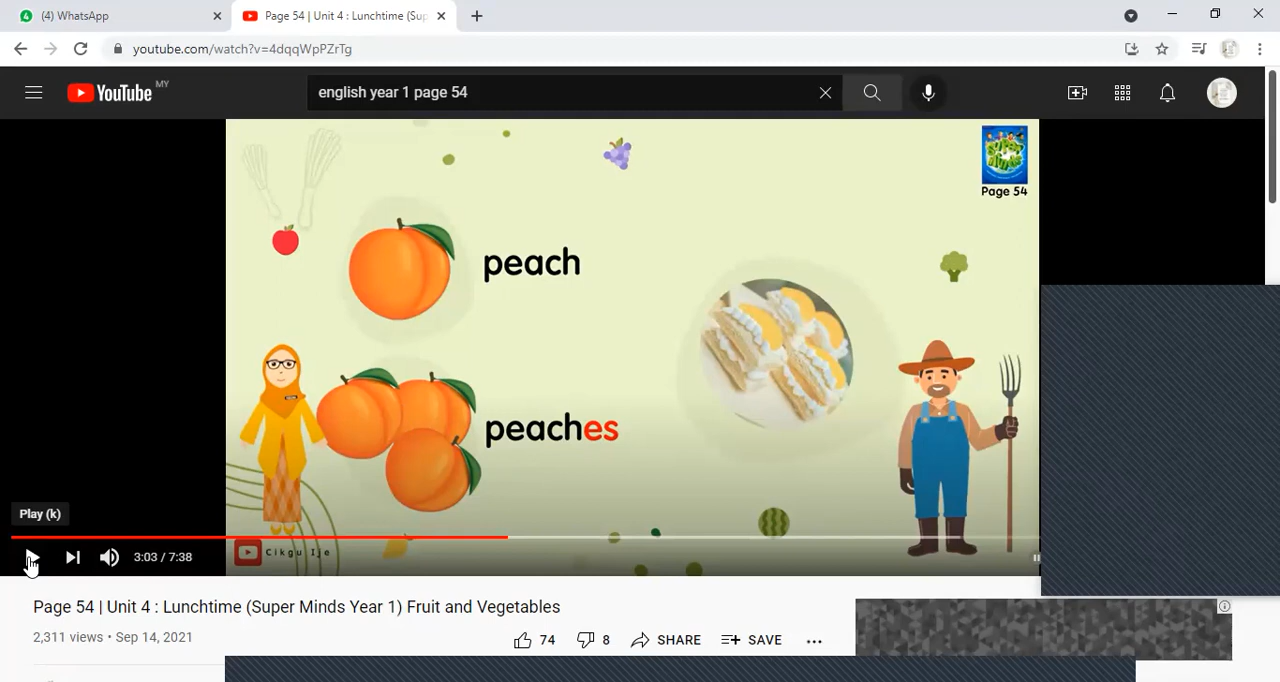 (4) WhatsApp
Page 54 | Unit 4 : Lunchtime (Sup
youtube.com/watch?v=4dqqWpPZrTg
YouTube MY
english year 1 page 54
Page 54
peach
peaches
Play (k)
3:03 / 7:38
Cikgu Ije
Page 54 | Unit 4 : Lunchtime (Super Minds Year 1) Fruit and Vegetables
2,311 views • Sep 14, 2021
74
8
SHARE
SAVE